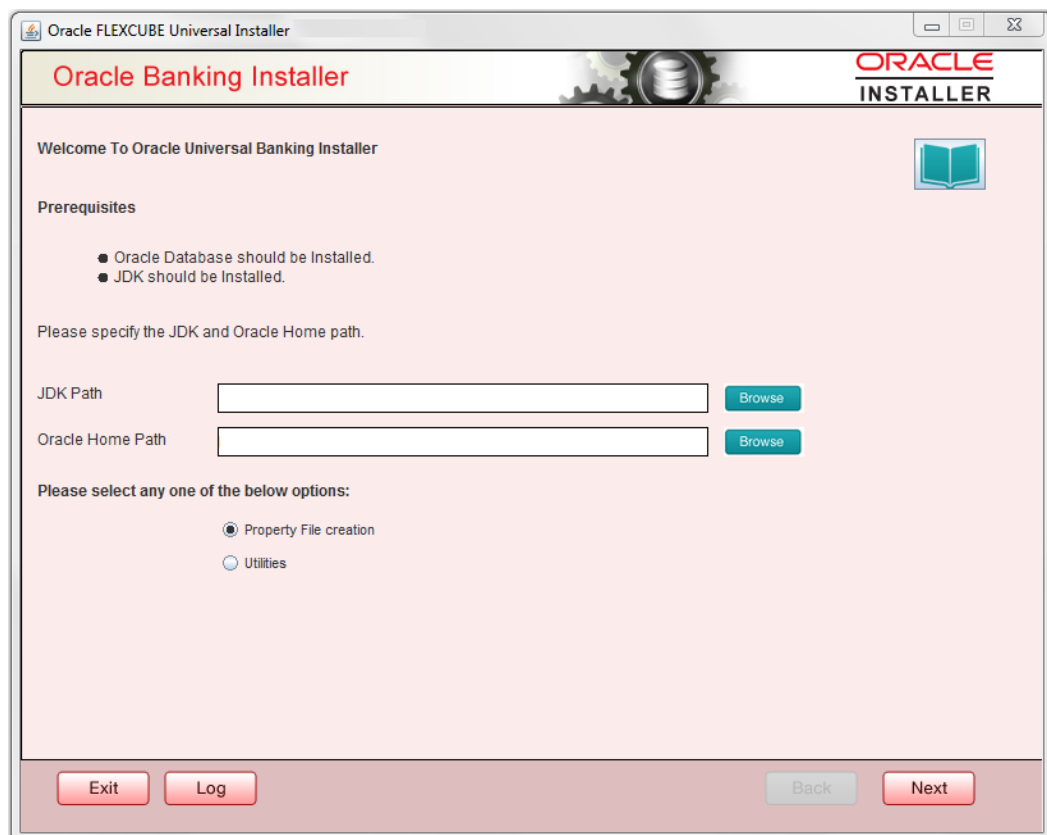 Oracle FLEXCUBE Universal Installer
Oracle Banking Installer
ORACLE
INSTALLER
Welcome To Oracle Universal Banking Installer
Prerequisites
Oracle Database should be Installed.
JDK should be Installed.
Please specify the JDK and Oracle Home path.
JDK Path
Browse
Oracle Home Path
Browse
Please select any one of the below options:
Property File creation
Utilities
Exit
Log
Back
Next